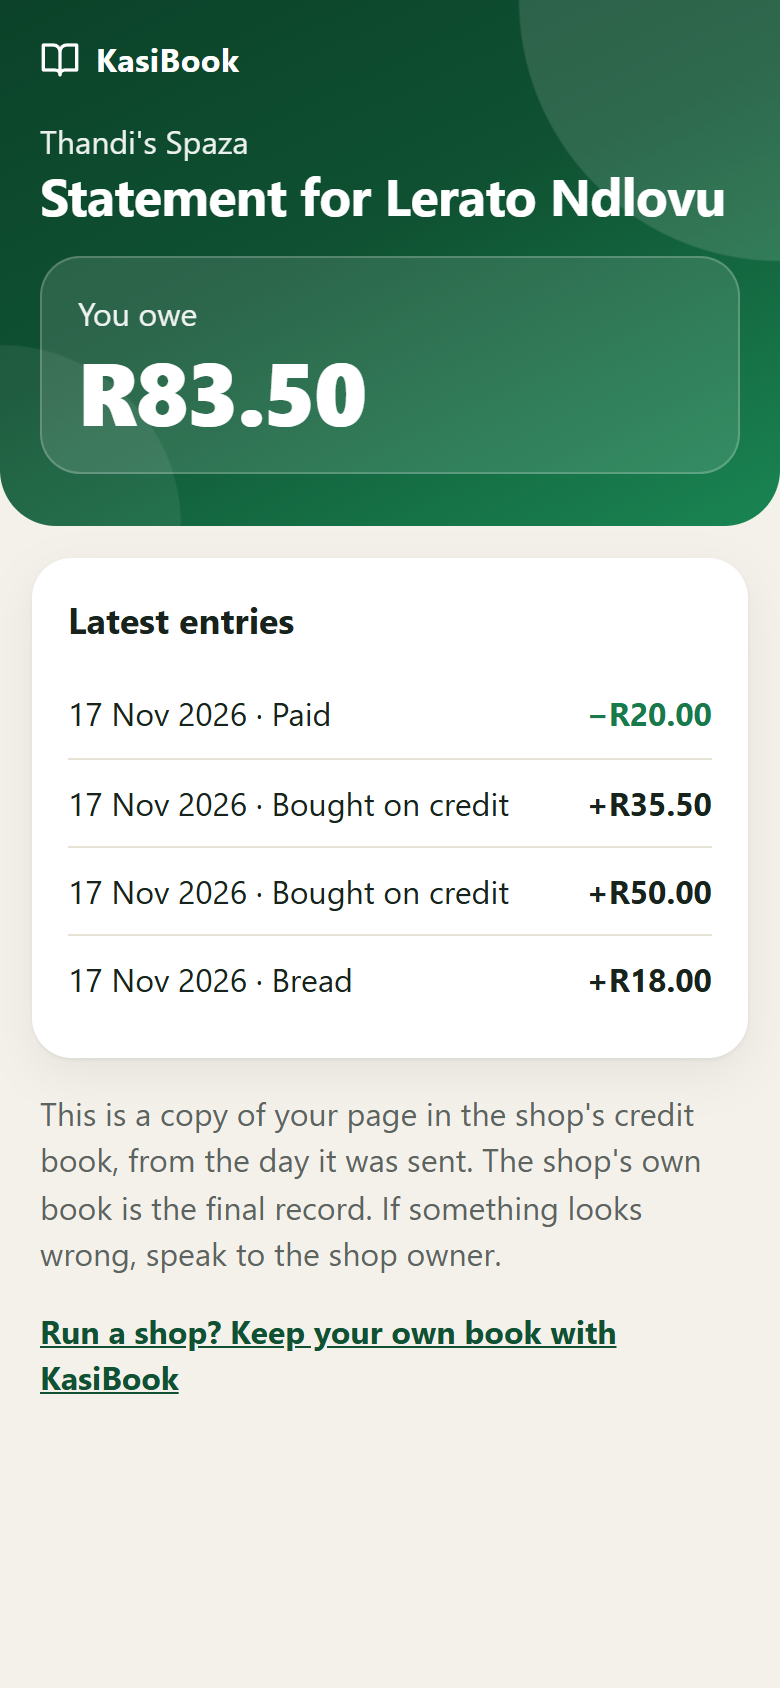 KasiBook
Thandi's Spaza
Statement for Lerato Ndlovu
You owe
R83.50
Latest entries
17 Nov 2026 · Paid −R20.00
17 Nov 2026 · Bought on credit +R35.50
17 Nov 2026 · Bought on credit +R50.00
17 Nov 2026 · Bread +R18.00
This is a copy of your page in the shop's credit
book, from the day it was sent. The shop's own
book is the final record. If something looks
wrong, speak to the shop owner.
Run a shop? Keep your own book with
KasiBook